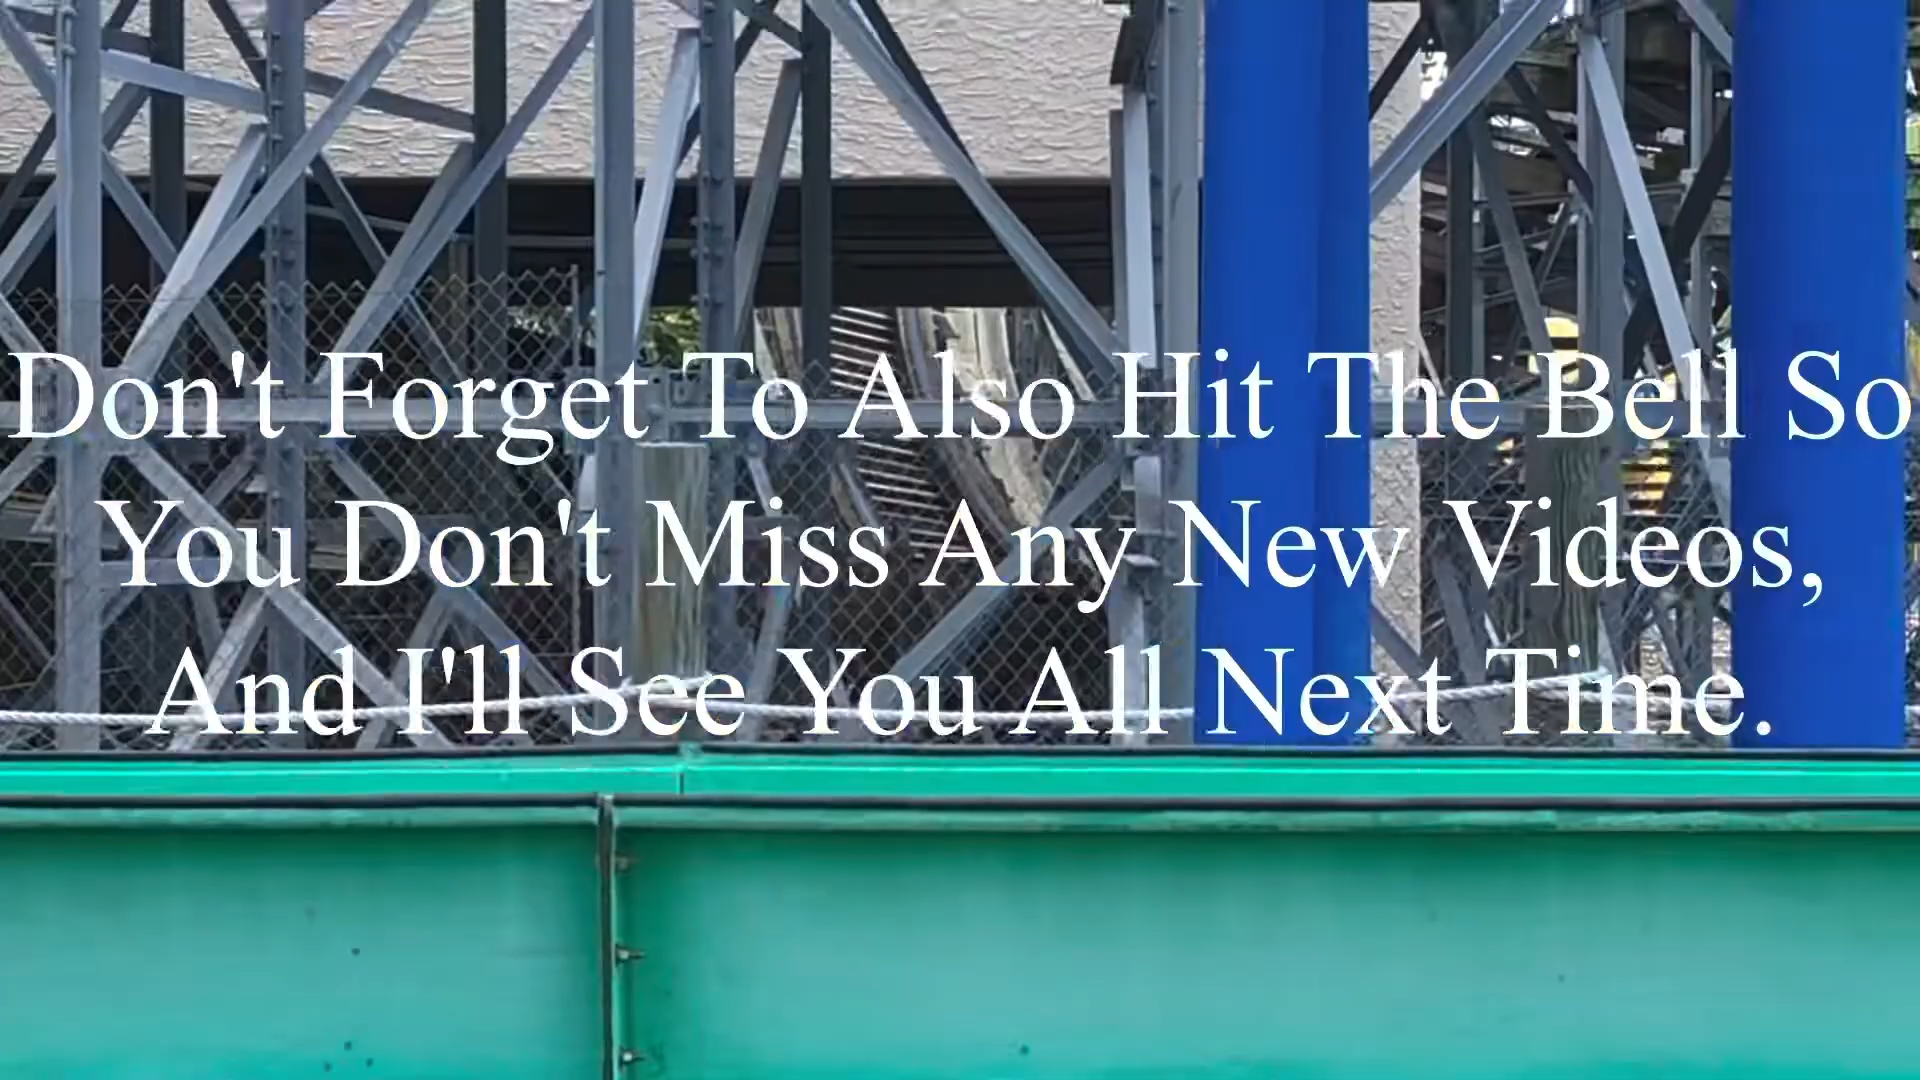 Don't Forget To Also Hit The Bell So
You Don't Miss Any New Videos,
And I'll See You All Next Time.